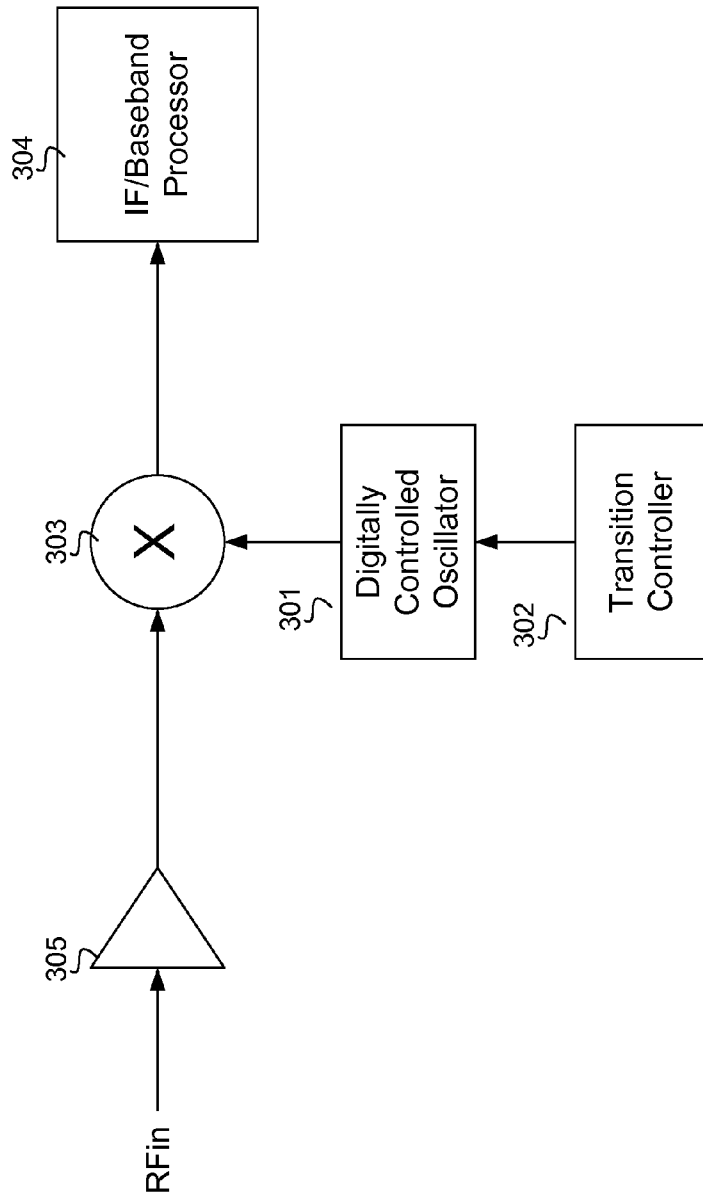 RFin
305
303
X
304
IF/Baseband
Processor
301
Digitally
Controlled
Oscillator
302
Transition
Controller